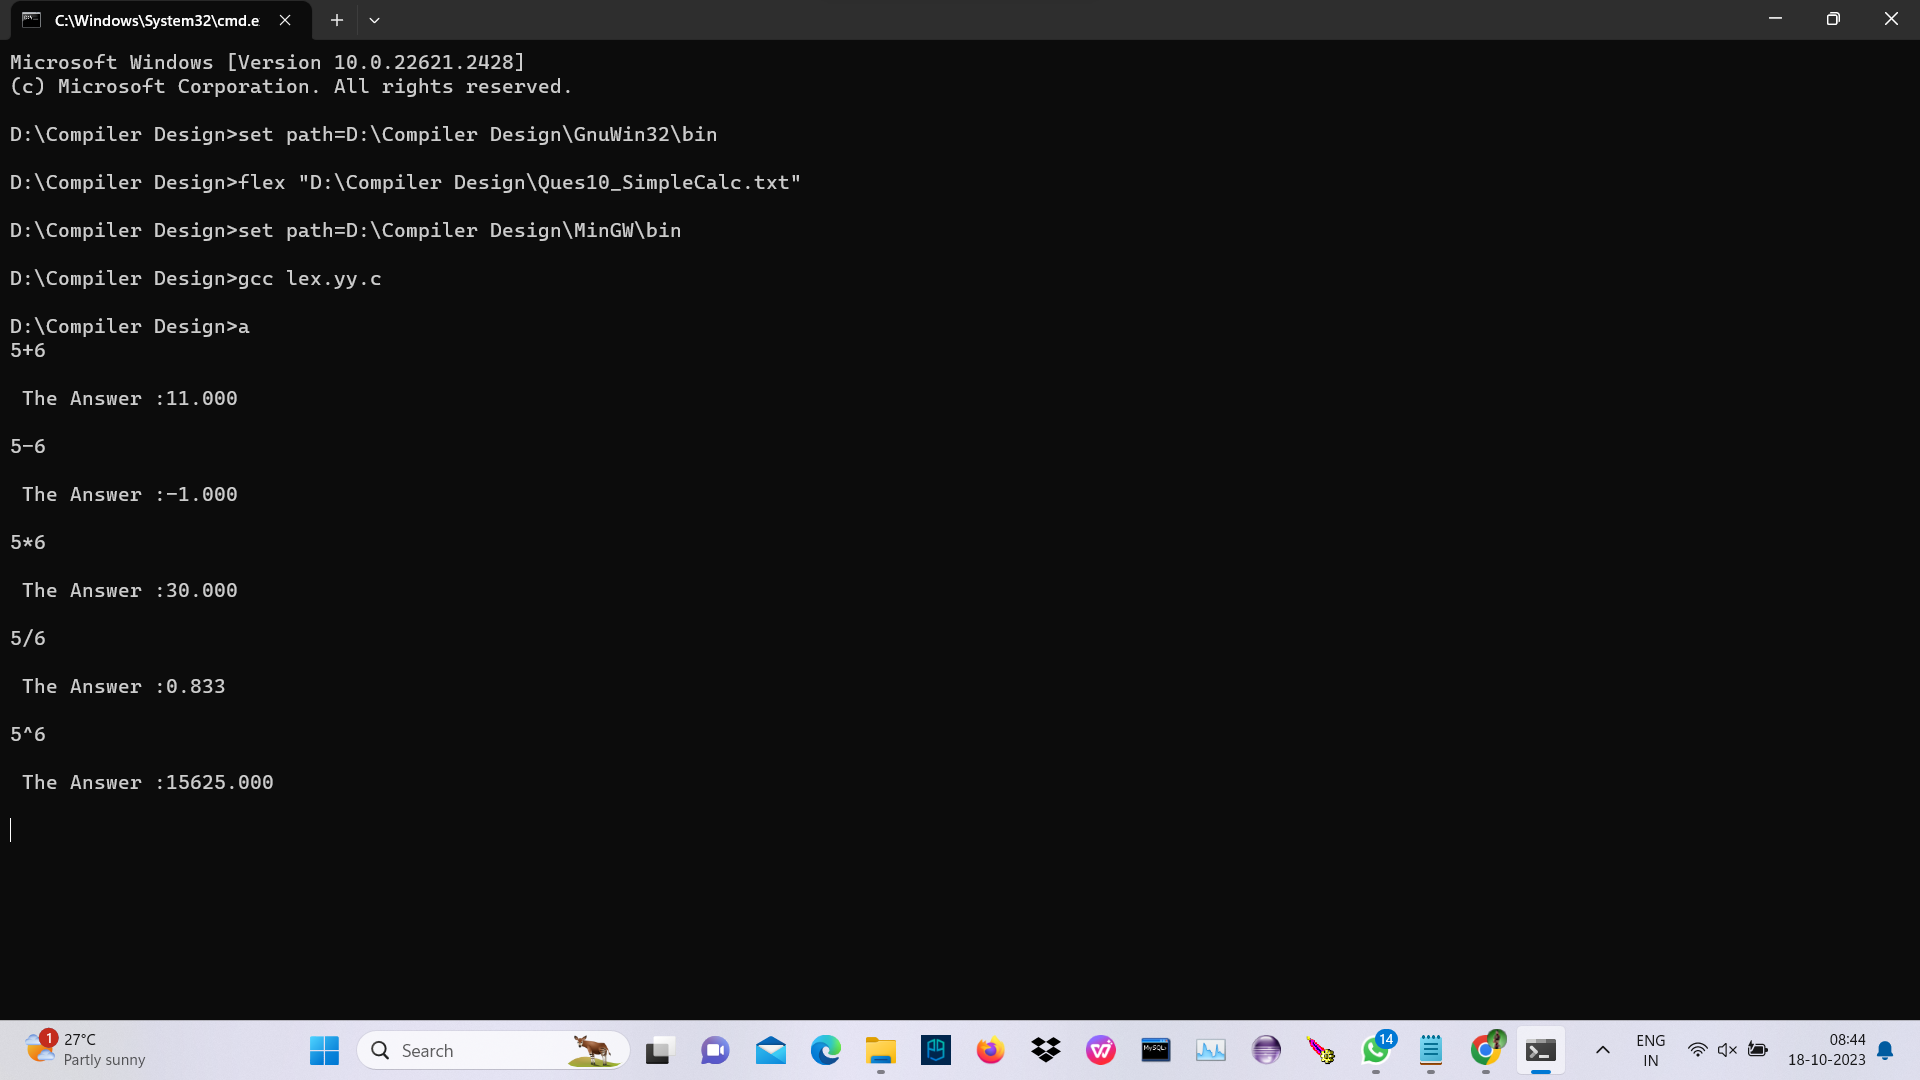 C:\Windows\System32\cmd.e
Microsoft Windows [Version 10.0.22621.2428]
(c) Microsoft Corporation. All rights reserved.
D:\Compiler Design>set path=D:\Compiler Design\GnuWin32\bin
D:\Compiler Design>flex "D:\Compiler Design\Ques10_SimpleCalc.txt"
D:\Compiler Design>set path=D:\Compiler Design\MinGW\bin
D:\Compiler Design>gcc lex.yy.c
D:\Compiler Design>a
5+6
The Answer :11.000
5-6
The Answer :-1.000
5*6
The Answer :30.000
5/6
The Answer :0.833
5^6
The Answer :15625.000
1
27°C
Partly sunny
Search
MySQL
14
ENG
IN
08:44
18-10-2023